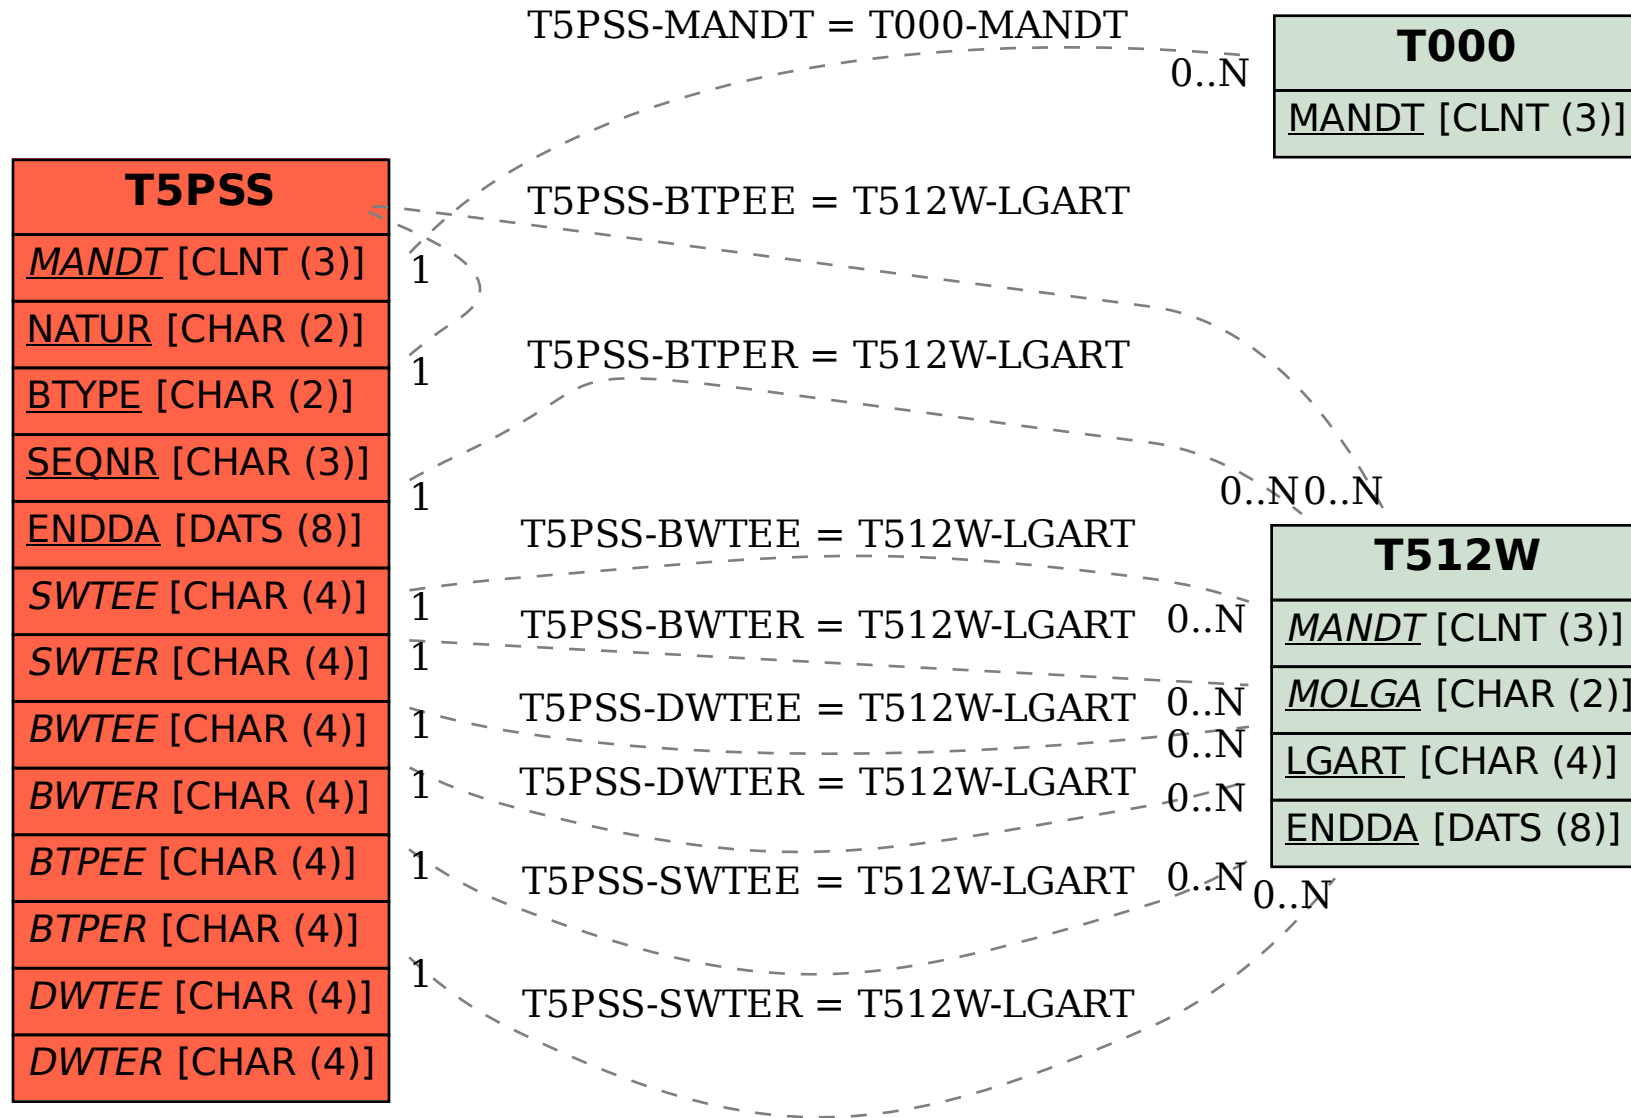 T5PSS
MANDT [CLNT (3)]
NATUR [CHAR (2)]
BTYPE [CHAR (2)]
SEQNR [CHAR (3)]
ENDDA [DATS (8)]
SWTEE [CHAR (4)]
SWTER [CHAR (4)]
BWTEE [CHAR (4)]
BWTER [CHAR (4)]
BTPEE [CHAR (4)]
BTPER [CHAR (4)]
DWTEE [CHAR (4)]
DWTER [CHAR (4)]
T5PSS-MANDT = T000-MANDT
0..N
1
T5PSS-BTPEE = T512W-LGART
1
0..N
T5PSS-BTPER = T512W-LGART
1
0..N
T5PSS-BWTEE = T512W-LGART
1
0..N
T5PSS-BWTER = T512W-LGART
1
0..N
T5PSS-DWTEE = T512W-LGART
1
0..N
T5PSS-DWTER = T512W-LGART
1
0..N
T5PSS-SWTEE = T512W-LGART
1
0..N
T5PSS-SWTER = T512W-LGART
1
0..N
T000
MANDT [CLNT (3)]
T512W
MANDT [CLNT (3)]
MOLGA [CHAR (2)]
LGART [CHAR (4)]
ENDDA [DATS (8)]